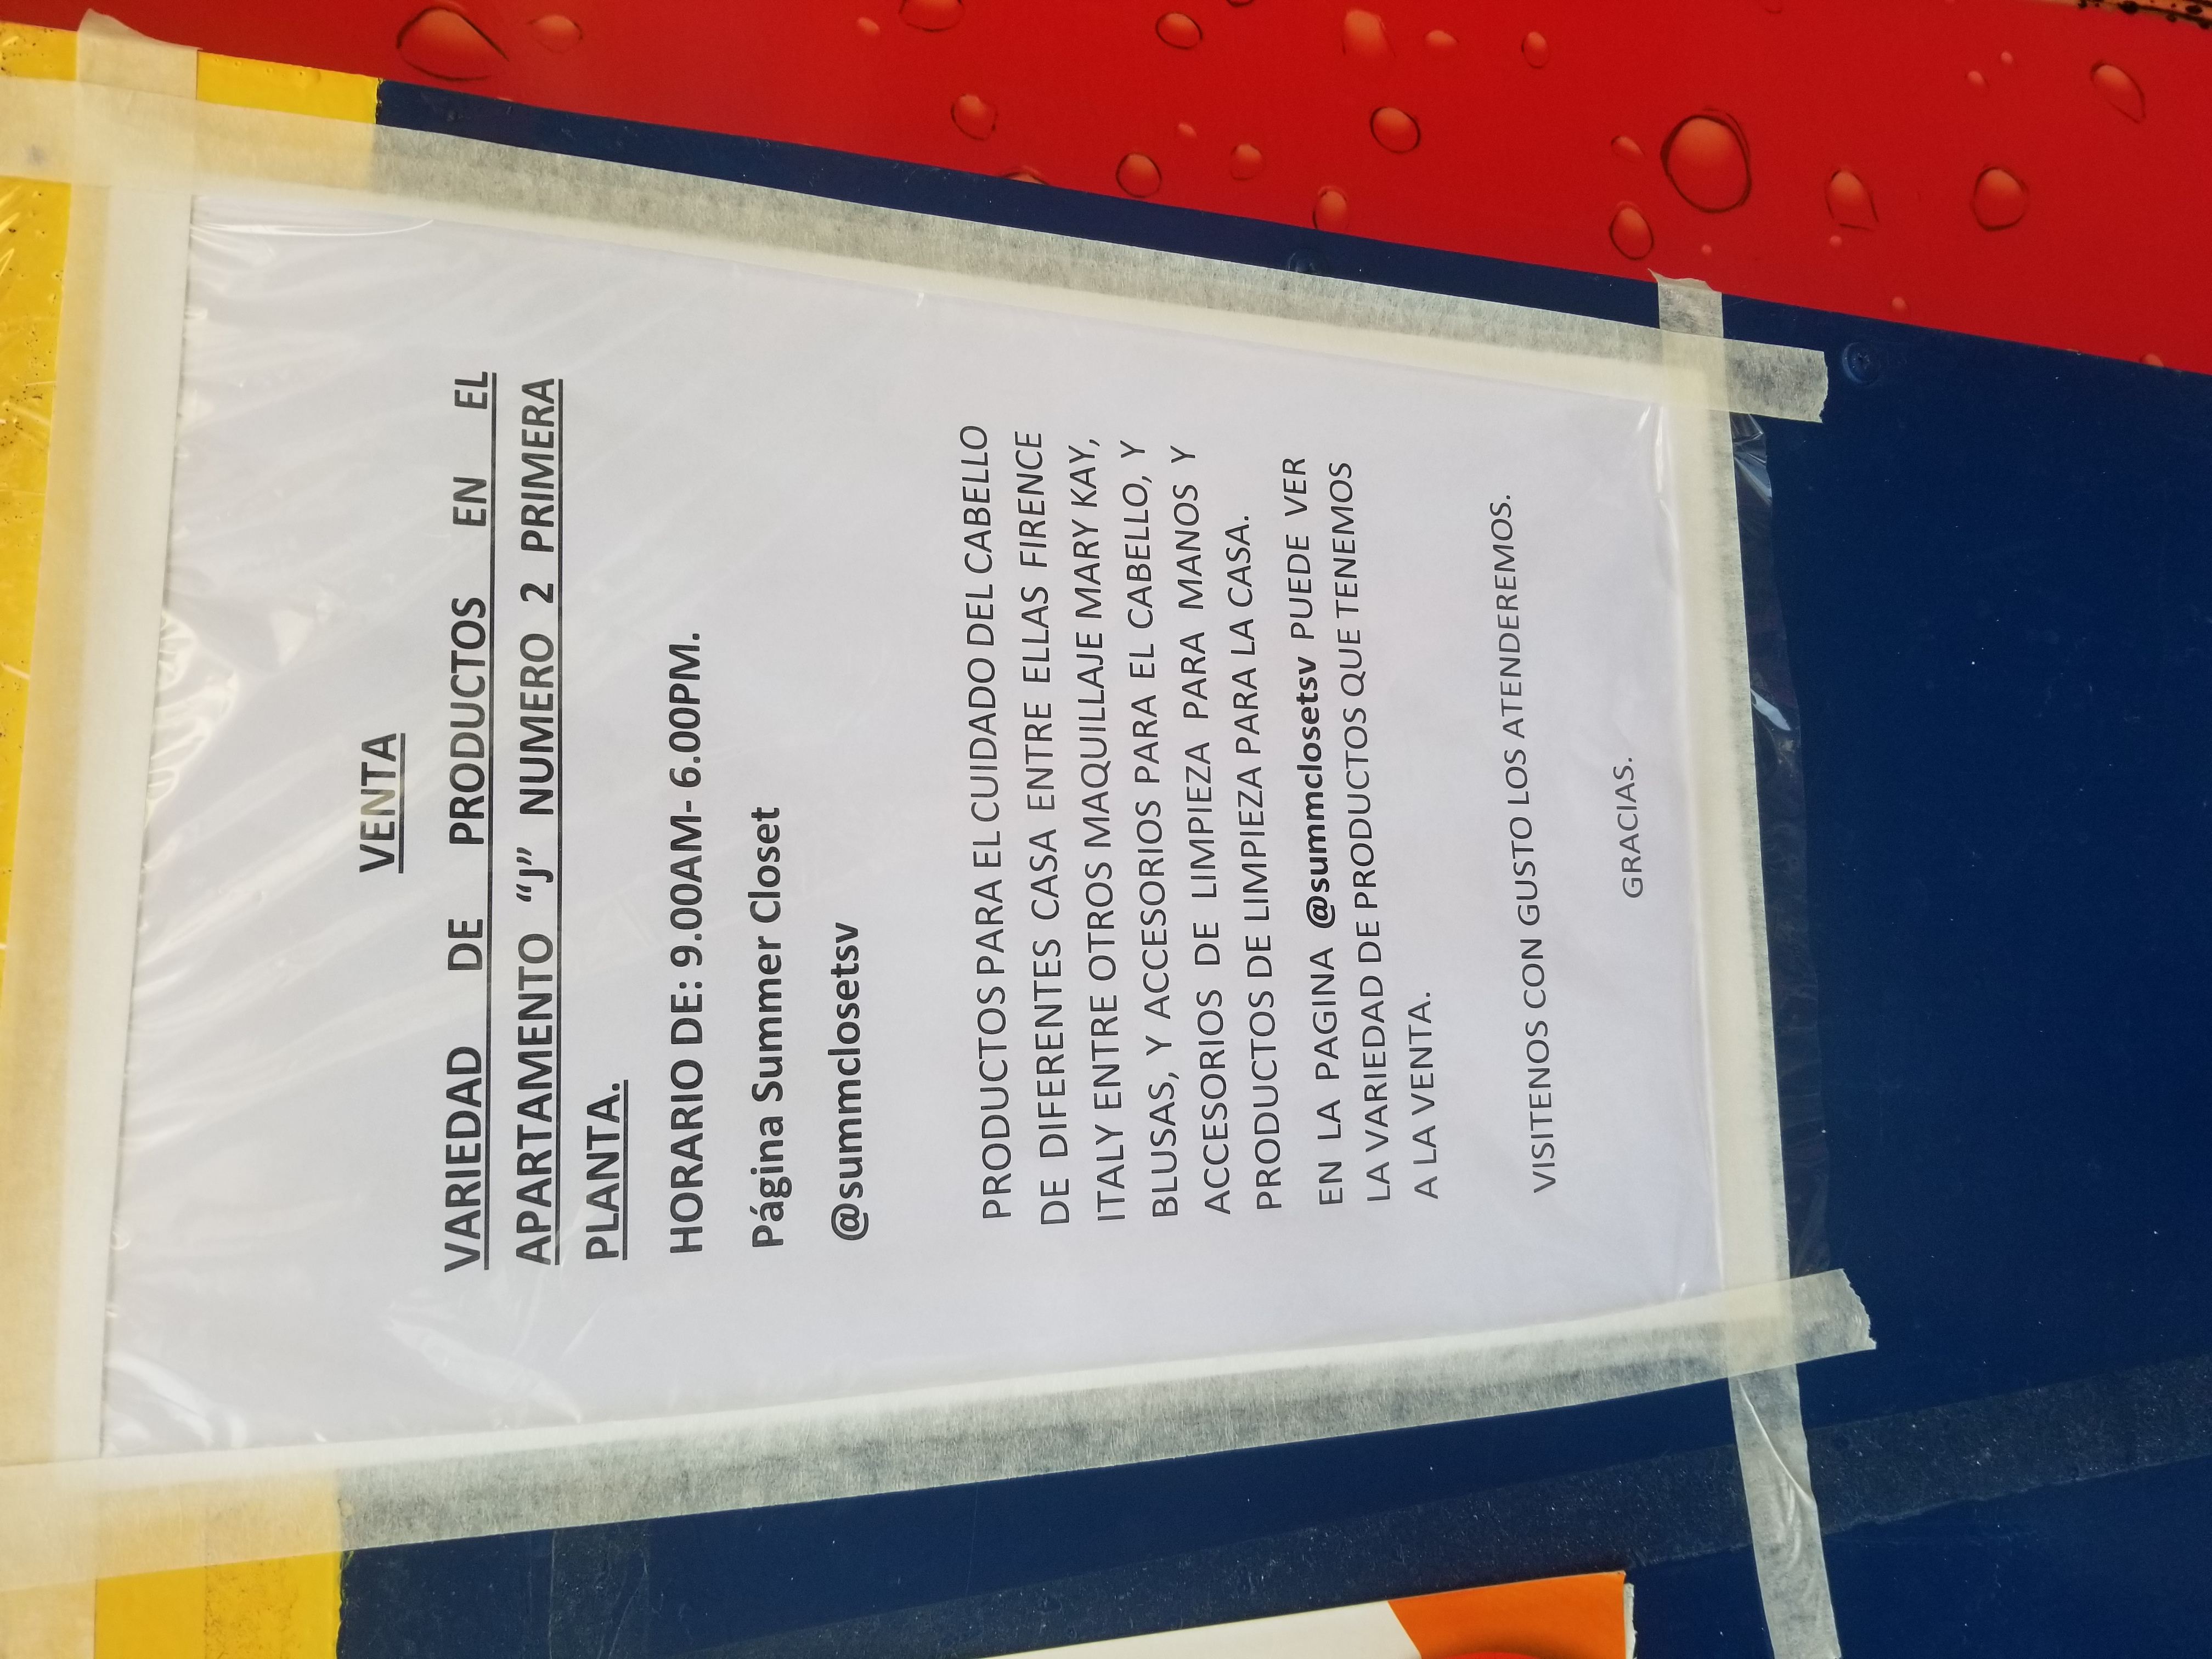 VENTA
VARIEDAD DE PRODUCTOS EN EL
APARTAMENTO “J” NUMERO 2 PRIMERA
PLANTA.
HORARIO DE: 9.00AM- 6.00PM.
Página Summer Closet
@summclosetsv
PRODUCTOS PARA EL CUIDADO DEL CABELLO
DE DIFERENTES CASA ENTRE ELLAS FIRENCE
ITALY ENTRE OTROS MAQUILLAJE MARY KAY,
BLUSAS, Y ACCESORIOS PARA EL CABELLO, Y
ACCESORIOS DE LIMPIEZA PARA MANOS Y
PRODUCTOS DE LIMPIEZA PARA LA CASA.
EN LA PAGINA @summclosetsv PUEDE VER
LA VARIEDAD DE PRODUCTOS QUE TENEMOS
A LA VENTA.
VISITENOS CON GUSTO LOS ATENDEREMOS.
GRACIAS.